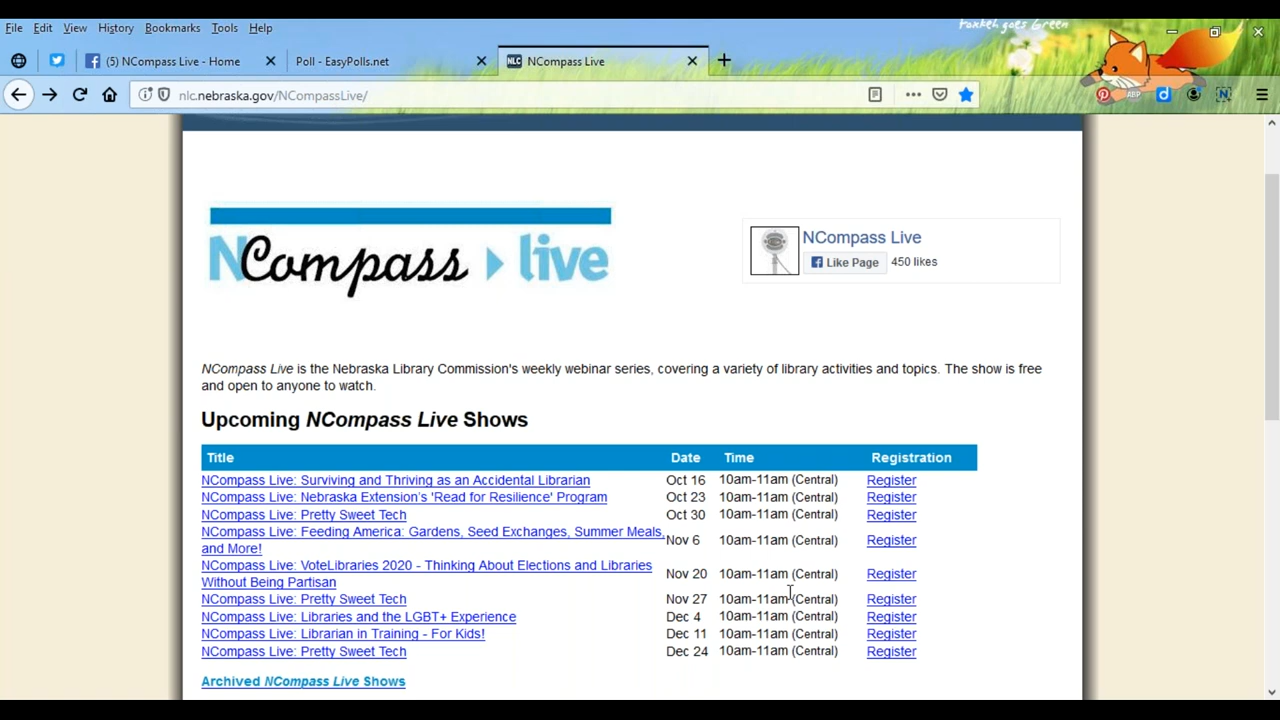 File Edit View History Bookmarks Tools Help
foxkeh goes Green
(5) NCompass Live - Home
Poll - EasyPolls.net
NLC NCompass Live
nlc.nebraska.gov/NCompassLive/
ABP
NCompass live
NCompass Live
Like Page 450 likes
NCompass Live is the Nebraska Library Commission's weekly webinar series, covering a variety of library activities and topics. The show is free
and open to anyone to watch.
Upcoming NCompass Live Shows
Title Date Time Registration
NCompass Live: Surviving and Thriving as an Accidental Librarian Oct 16 10am-11am (Central) Register
NCompass Live: Nebraska Extension's 'Read for Resilience' Program Oct 23 10am-11am (Central) Register
NCompass Live: Pretty Sweet Tech Oct 30 10am-11am (Central) Register
NCompass Live: Feeding America: Gardens, Seed Exchanges, Summer Meals,
and More! Nov 6 10am-11am (Central) Register
NCompass Live: VoteLibraries 2020 - Thinking About Elections and Libraries
Without Being Partisan Nov 20 10am-11am (Central) Register
NCompass Live: Pretty Sweet Tech Nov 27 10am-11am (Central) Register
NCompass Live: Libraries and the LGBT+ Experience Dec 4 10am-11am (Central) Register
NCompass Live: Librarian in Training - For Kids! Dec 11 10am-11am (Central) Register
NCompass Live: Pretty Sweet Tech Dec 24 10am-11am (Central) Register
Archived NCompass Live Shows